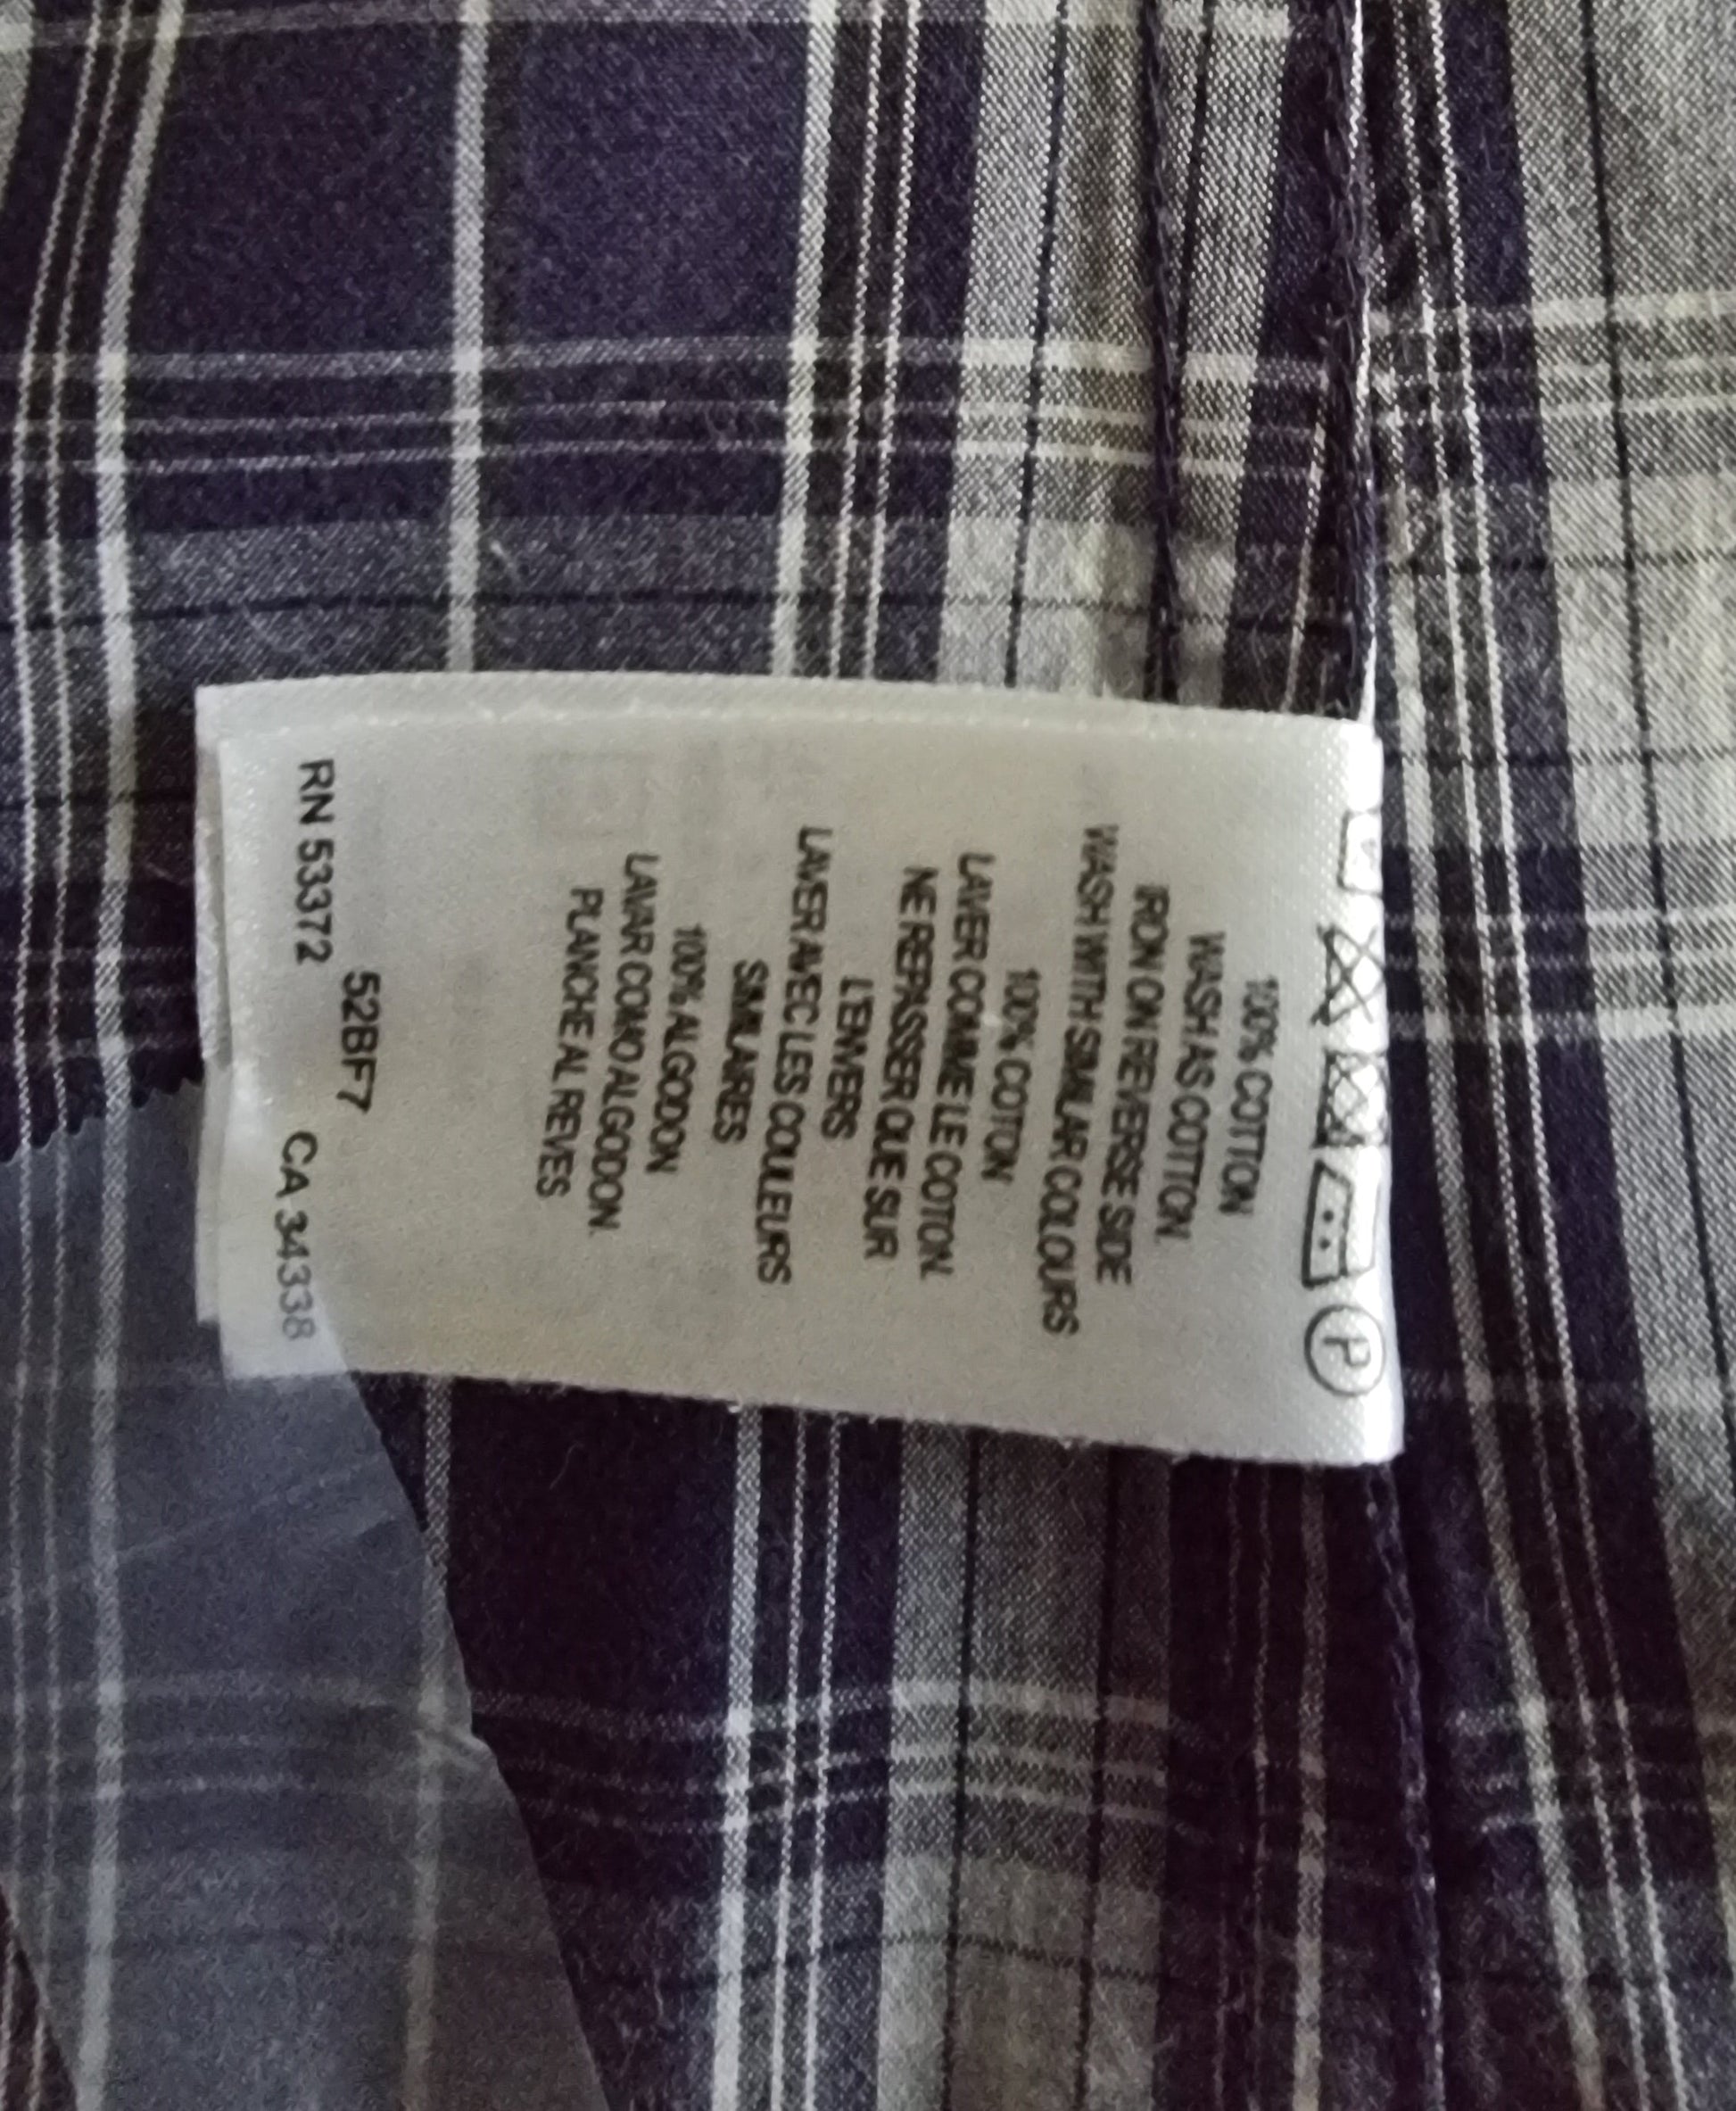 100% COTTON
WASH AS COTTON.
IRON ON REVERSE SIDE
WASH WITH SIMILAR COLOURS
100% COTON
LAVER COMME LE COTON.
NE REPASSER QUE SUR
L'ENVERS
LAVER AVEC LES COULEURS
SIMILAIRES
100% ALGODON
LAVAR COMO ALGODON.
PLANCHE AL REVES
52BF7
RN 53372 CA 34338